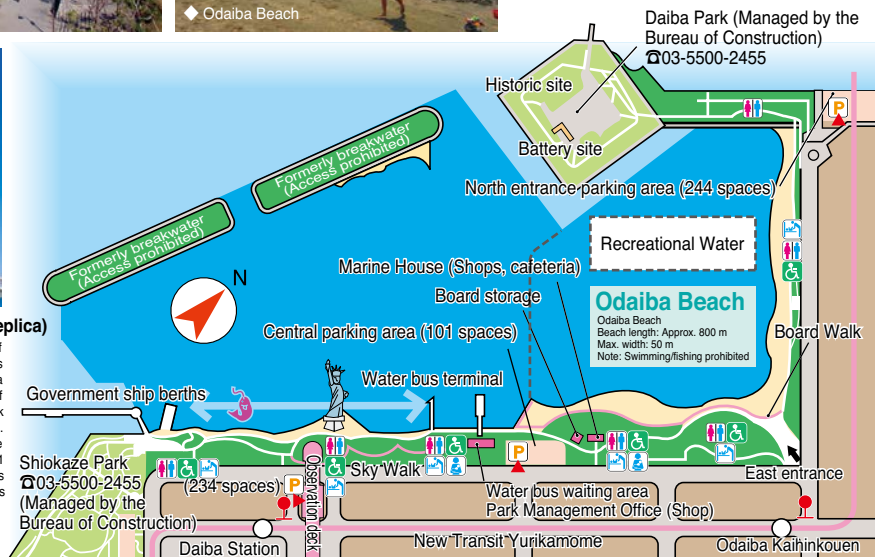 ◆ Odaiba Beach
Daiba Park (Managed by the
Bureau of Construction)
☎03-5500-2455
Historic site
Battery site
P
Formerly breakwater
(Access prohibited)
Formerly breakwater
(Access prohibited)
North entrance parking area (244 spaces)
Recreational Water
N
Marine House (Shops, cafeteria)
Board storage
Central parking area (101 spaces)
Odaiba Beach
Odaiba Beach
Beach length: Approx. 800 m
Max. width: 50 m
Note: Swimming/fishing prohibited
Board Walk
eplica)
Government ship berths
Water bus terminal
Shiokaze Park
☎03-5500-2455
(Managed by the
Bureau of Construction)
(234 spaces)
P
Observation deck
Sky Walk
P
Water bus waiting area
Park Management Office (Shop)
East entrance
Daiba Station
New Transit Yurikamome
Odaiba Kaihinkouen